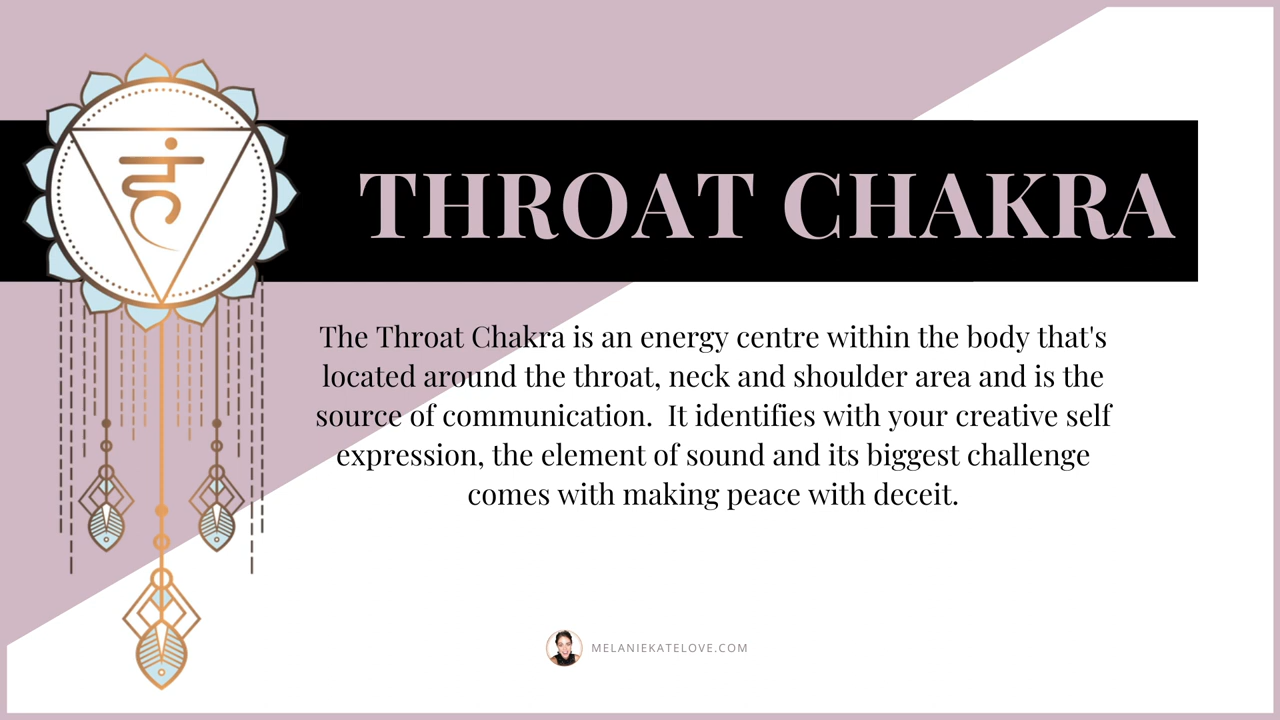 हं
THROAT CHAKRA
The Throat Chakra is an energy centre within the body that's
located around the throat, neck and shoulder area and is the
source of communication.  It identifies with your creative self
expression, the element of sound and its biggest challenge
comes with making peace with deceit.
MELANIEKATELOVE.COM